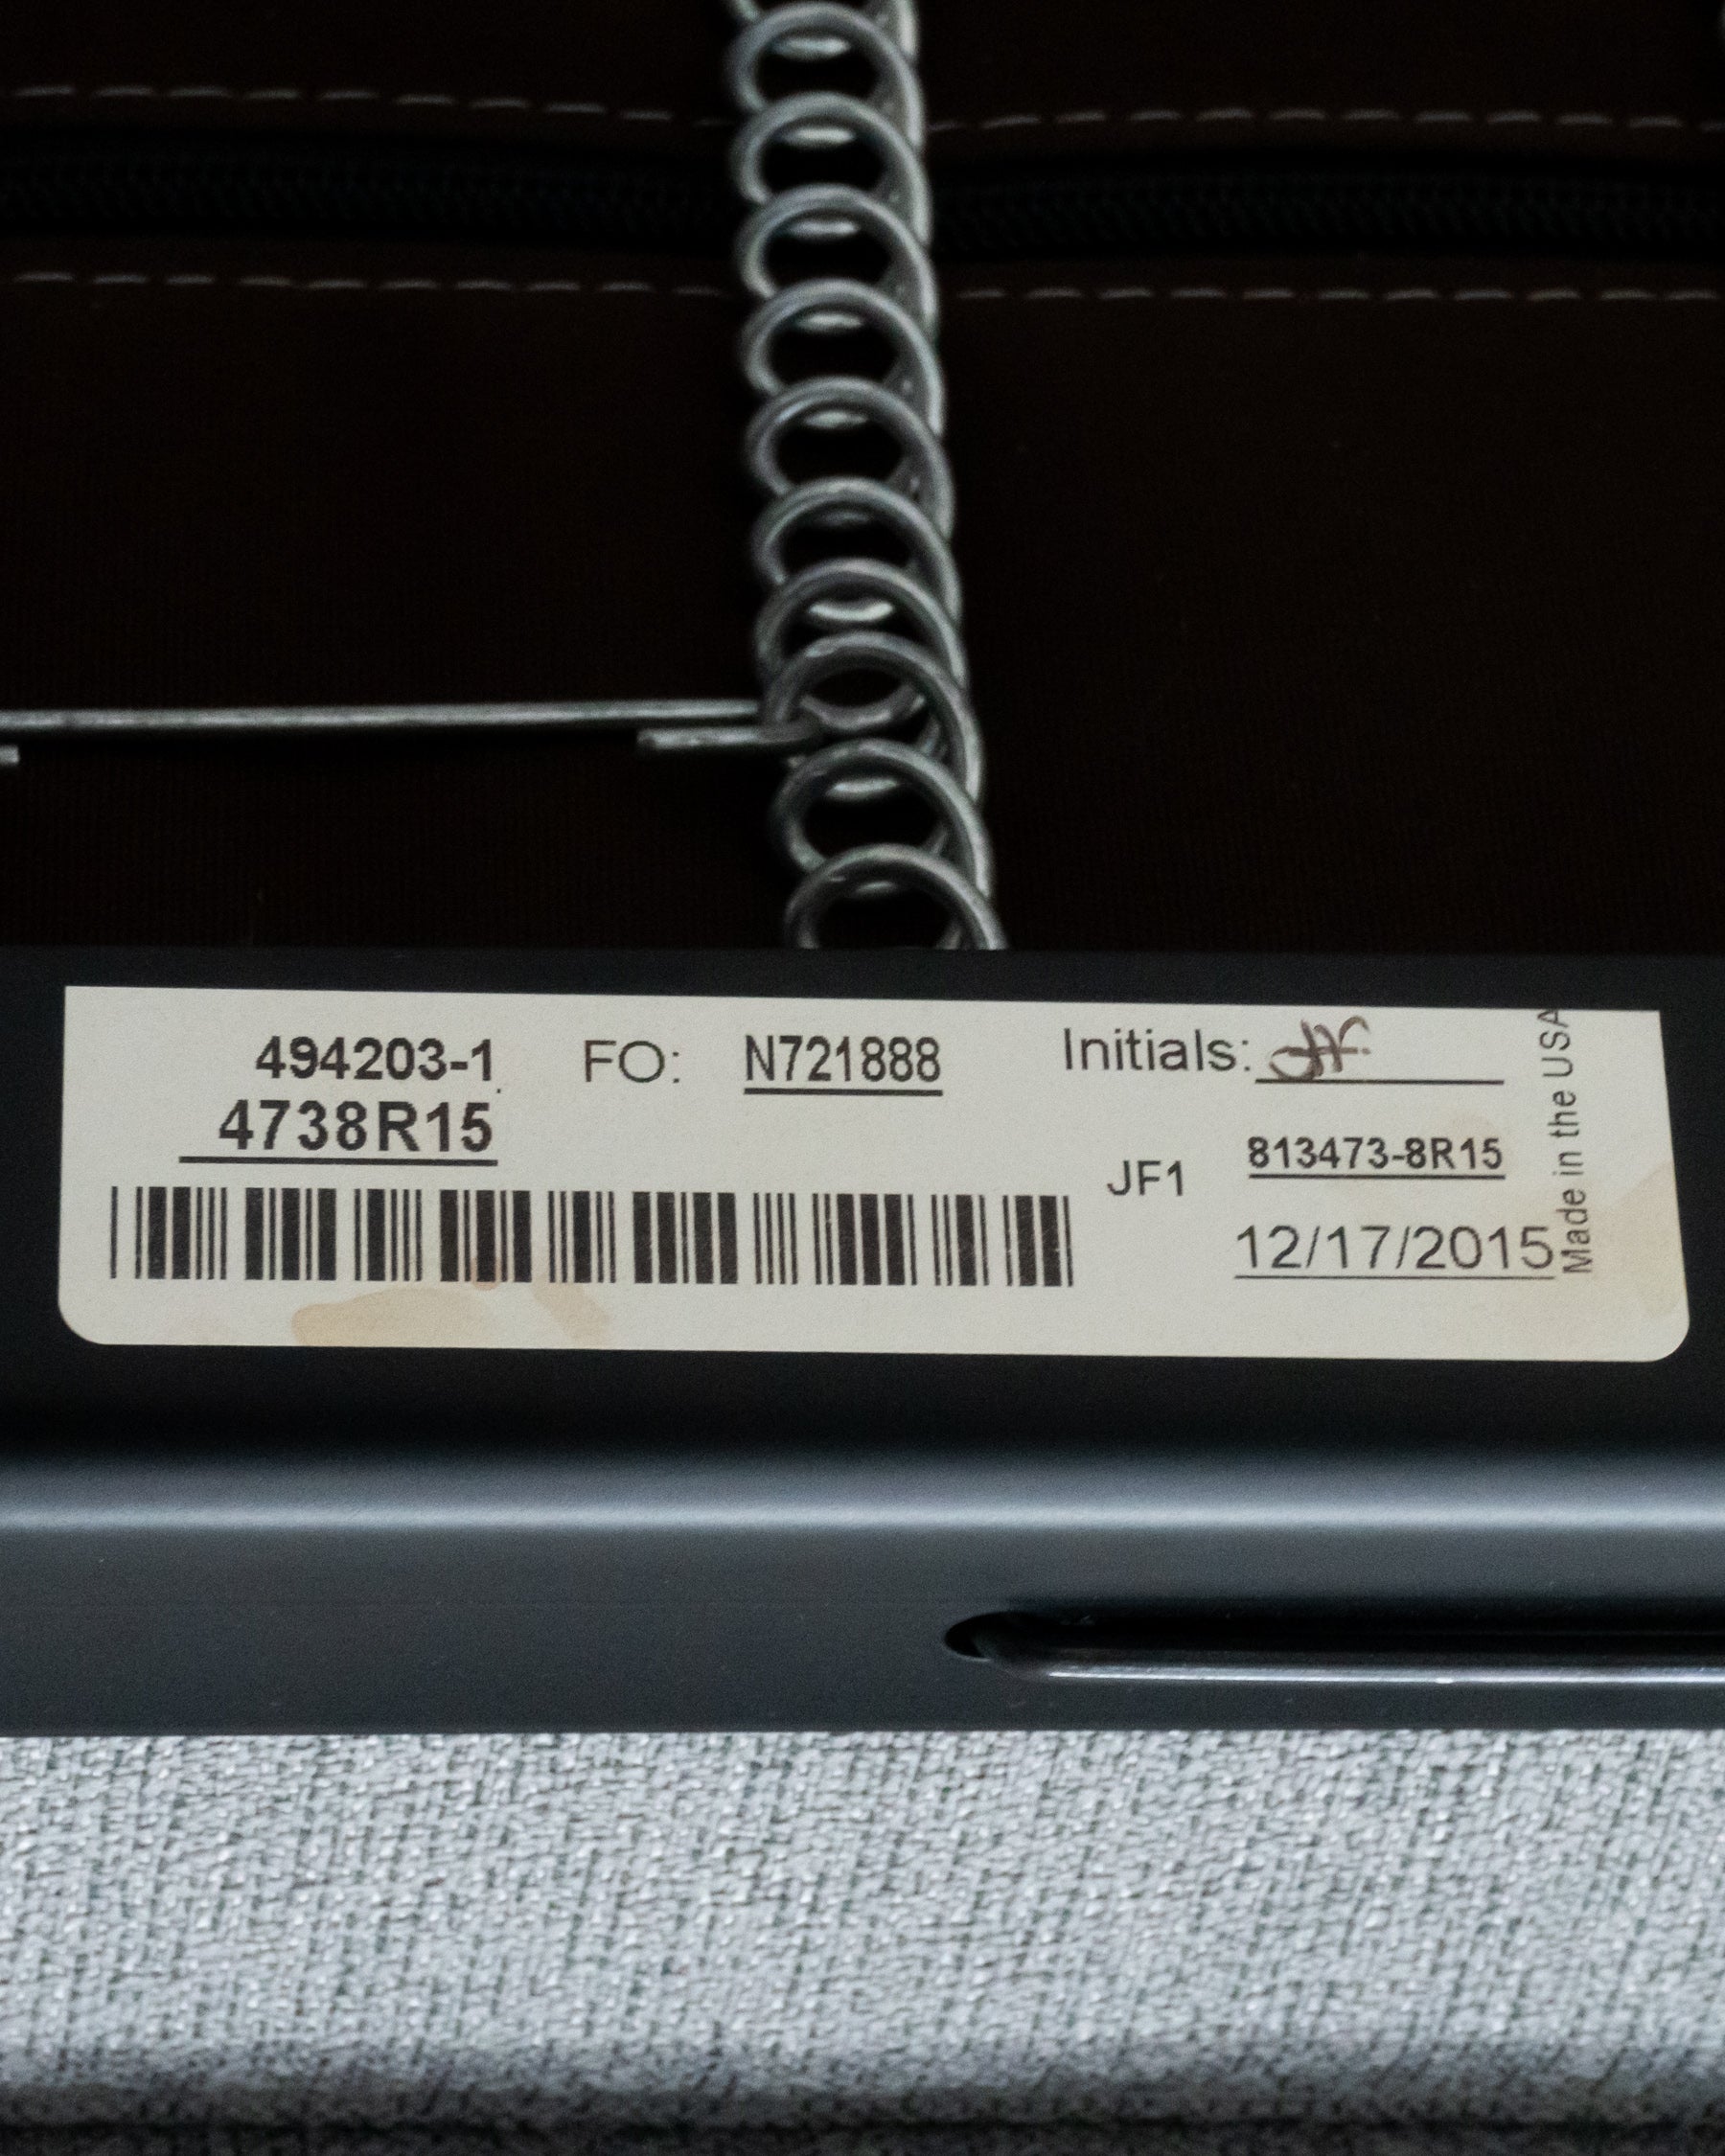 494203-1 FO: N721888 Initials:
4738R15
JF1 813473-8R15
12/17/2015
Made in the USA